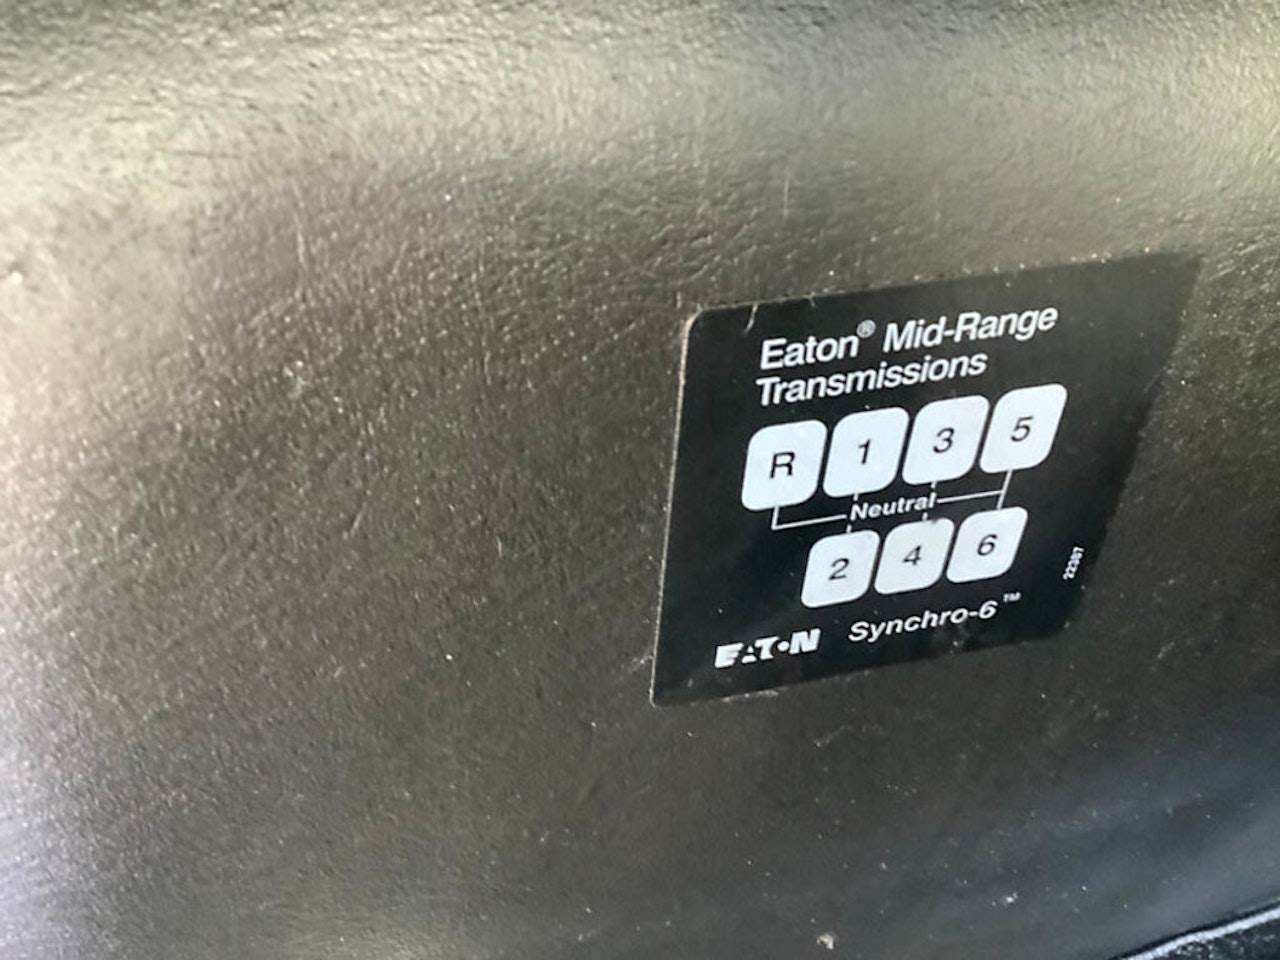 Eaton® Mid-Range
Transmissions
R 1 3 5
Neutral
2 4 6
22387
EATON Synchro-6™